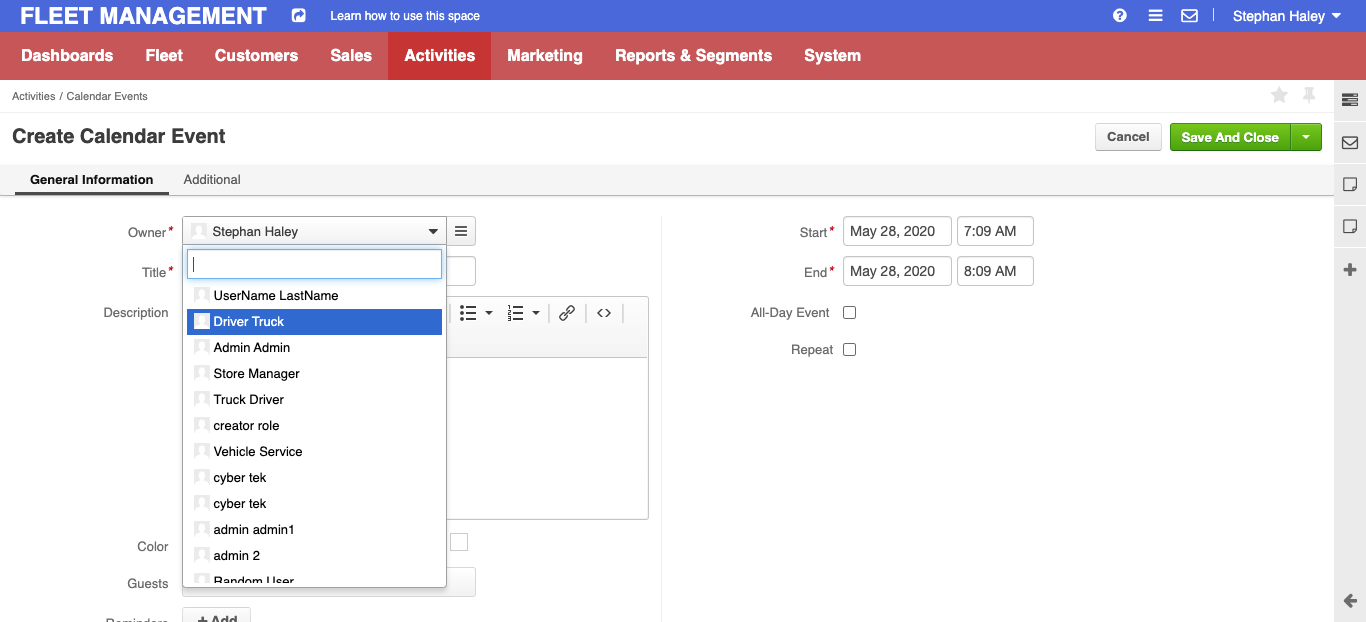 FLEET MANAGEMENT Learn how to use this space Stephan Haley
Dashboards Fleet Customers Sales Activities Marketing Reports & Segments System
Activities / Calendar Events
Create Calendar Event Cancel Save And Close
General Information Additional
Owner* Stephan Haley
Title*
Description
UserName LastName
Driver Truck
Admin Admin
Store Manager
Truck Driver
creator role
Vehicle Service
cyber tek
cyber tek
admin admin1
admin 2
Random User
Color
Guests
Reminders + Add
Start* May 28, 2020 7:09 AM
End* May 28, 2020 8:09 AM
All-Day Event
Repeat